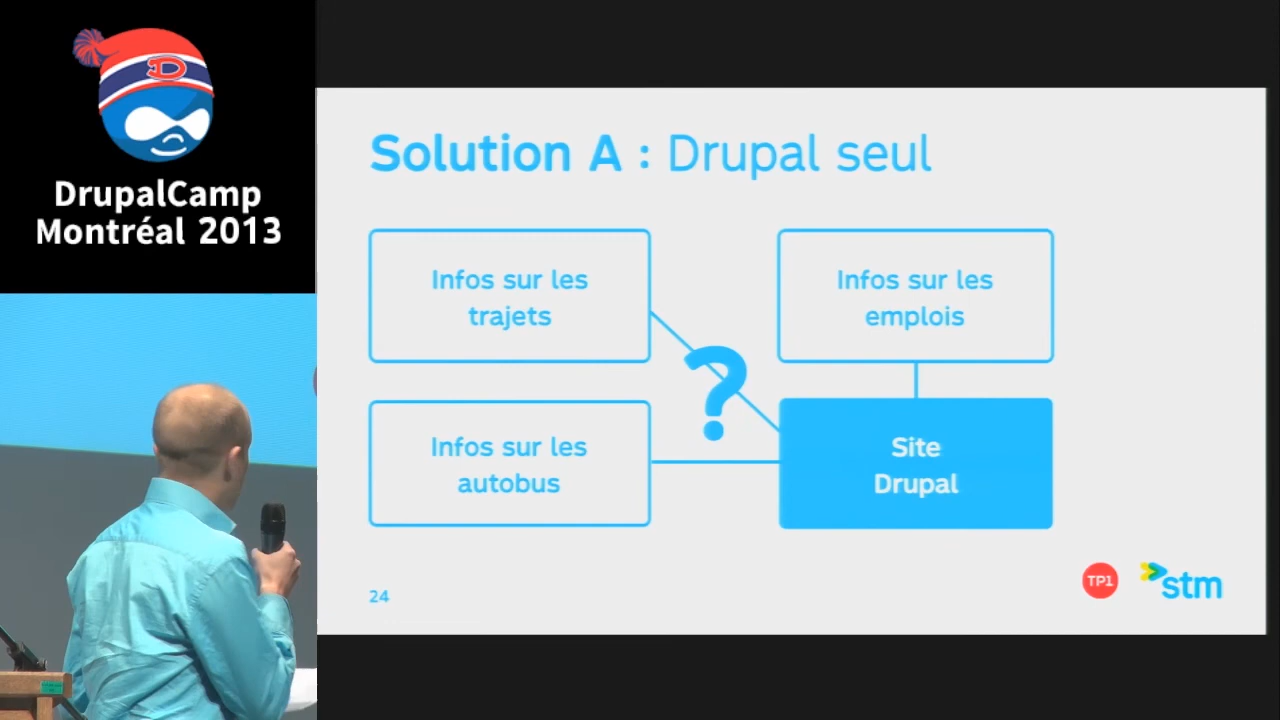 DrupalCamp
Montréal 2013
Solution A : Drupal seul
Infos sur les
trajets
Infos sur les
emplois
?
Infos sur les
autobus
Site
Drupal
24
TP1
stm